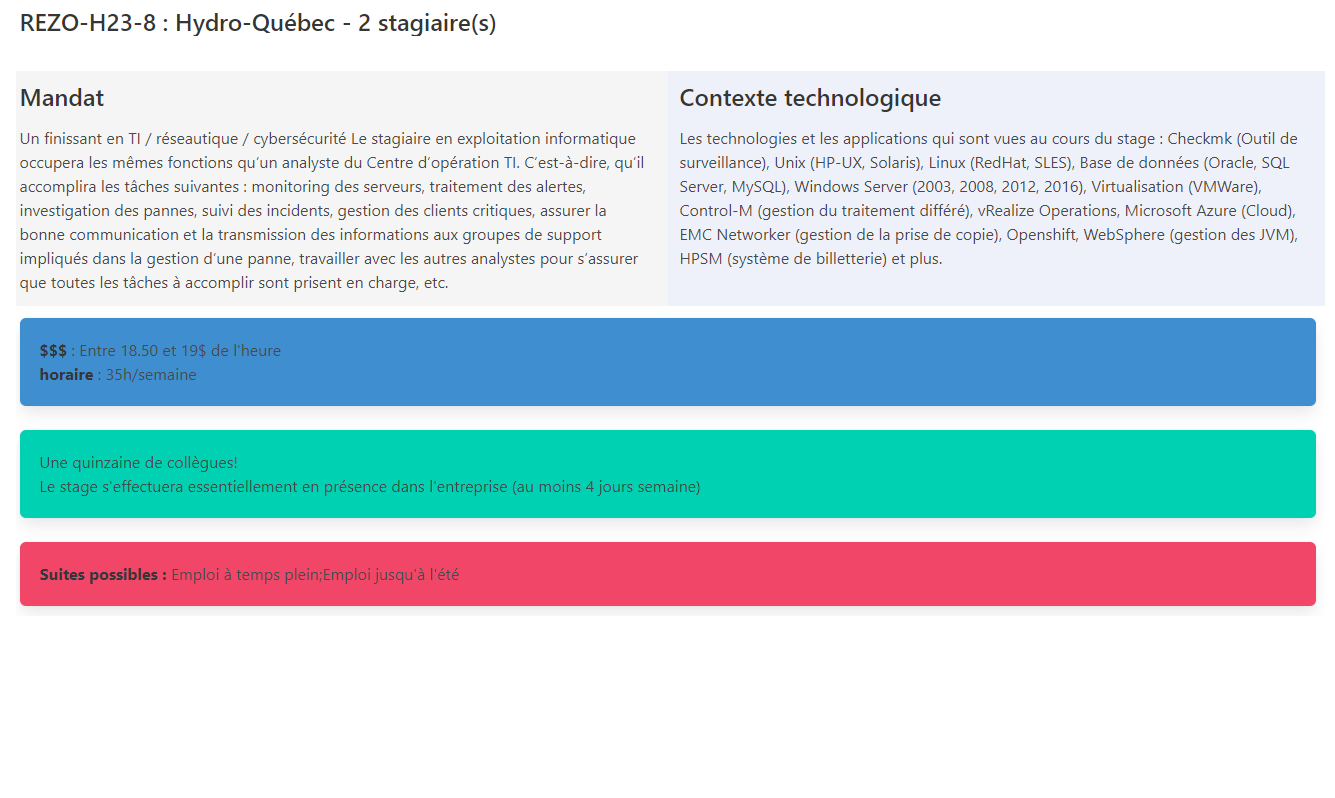 REZO-H23-8 : Hydro-Québec - 2 stagiaire(s)
Mandat
Un finissant en TI / réseautique / cybersécurité Le stagiaire en exploitation informatique
occupera les mêmes fonctions qu'un analyste du Centre d'opération TI. C'est-à-dire, qu'il
accomplira les tâches suivantes : monitoring des serveurs, traitement des alertes,
investigation des pannes, suivi des incidents, gestion des clients critiques, assurer la
bonne communication et la transmission des informations aux groupes de support
impliqués dans la gestion d'une panne, travailler avec les autres analystes pour s'assurer
que toutes les tâches à accomplir sont prisent en charge, etc.
Contexte technologique
Les technologies et les applications qui sont vues au cours du stage : Checkmk (Outil de
surveillance), Unix (HP-UX, Solaris), Linux (RedHat, SLES), Base de données (Oracle, SQL
Server, MySQL), Windows Server (2003, 2008, 2012, 2016), Virtualisation (VMWare),
Control-M (gestion du traitement différé), vRealize Operations, Microsoft Azure (Cloud),
EMC Networker (gestion de la prise de copie), Openshift, WebSphere (gestion des JVM),
HPSM (système de billetterie) et plus.
$$$ : Entre 18.50 et 19$ de l'heure
horaire : 35h/semaine
Une quinzaine de collègues!
Le stage s'effectuera essentiellement en présence dans l'entreprise (au moins 4 jours semaine)
Suites possibles : Emploi à temps plein;Emploi jusqu'à l'été